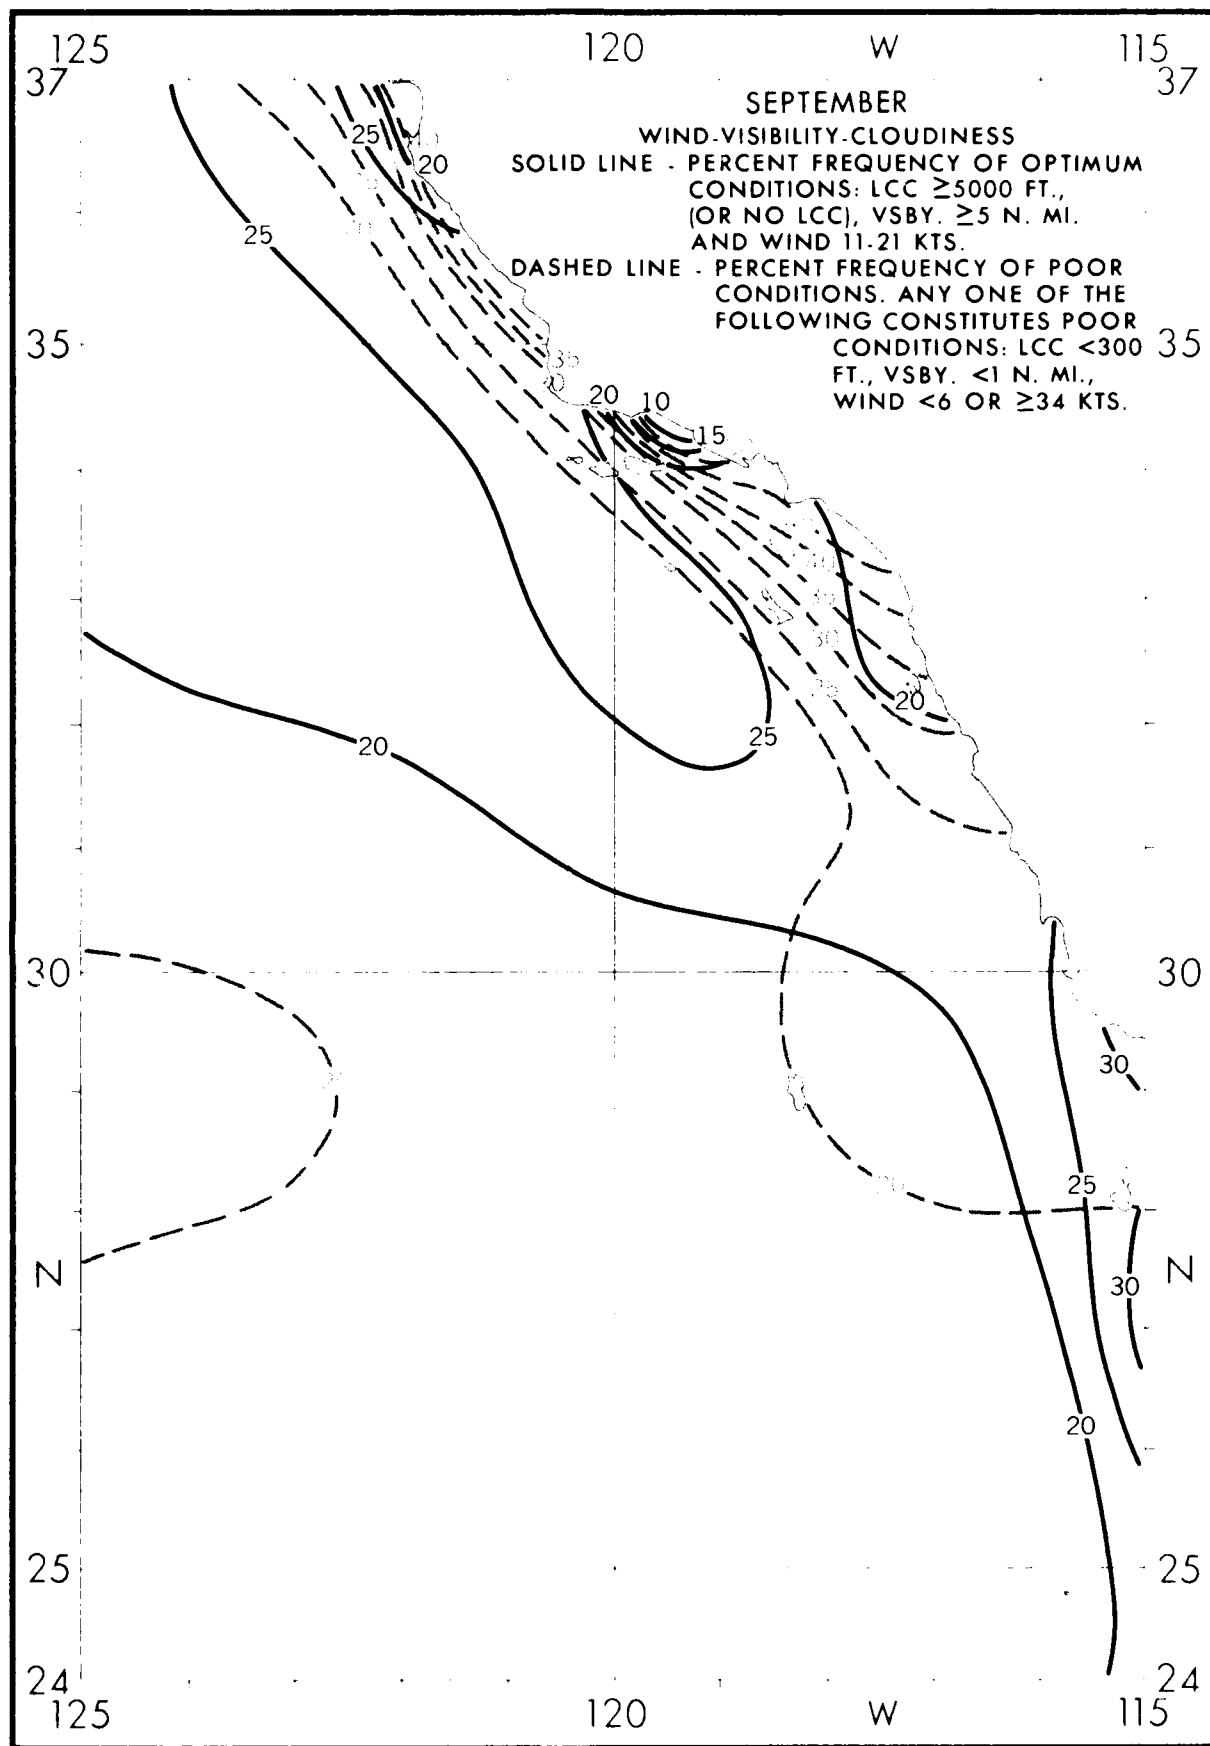 125 120 W 115
37 37
SEPTEMBER
WIND-VISIBILITY-CLOUDINESS
SOLID LINE - PERCENT FREQUENCY OF OPTIMUM
CONDITIONS: LCC ≥5000 FT.,
(OR NO LCC), VSBY. ≥5 N. MI.
AND WIND 11-21 KTS.
DASHED LINE - PERCENT FREQUENCY OF POOR
CONDITIONS. ANY ONE OF THE
FOLLOWING CONSTITUTES POOR
CONDITIONS: LCC <300
FT., VSBY. <1 N. MI.,
WIND <6 OR ≥34 KTS.
25
20
25
35 35
35
20 10
15
30
20
25
20
30 30
30
25
N N
30
20
25 25
24 24
125 120 W 115